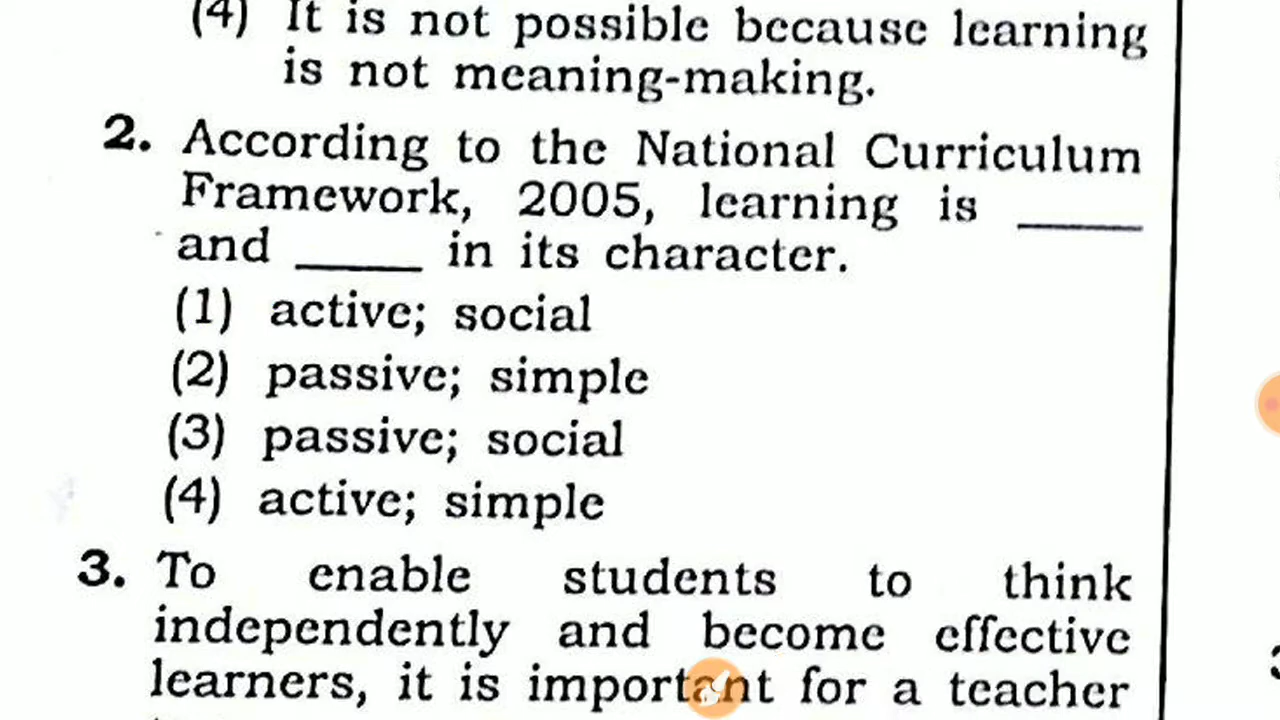 (4) It is not possible because learning
is not meaning-making.
2. According to the National Curriculum
Framework, 2005, learning is _____
and _____ in its character.
(1) active; social
(2) passive; simple
(3) passive; social
(4) active; simple
3. To enable students to think
independently and become effective
learners, it is important for a teacher